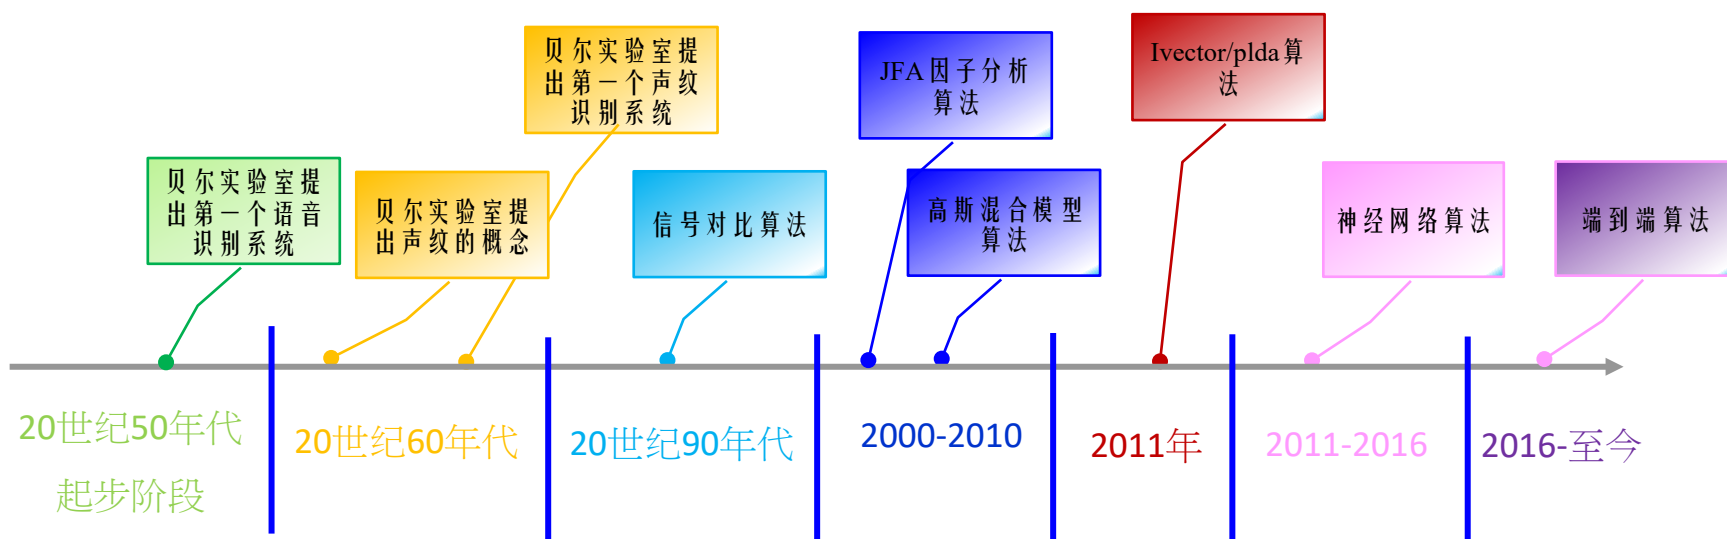 贝尔实验室提
出第一个语音
识别系统
贝尔实验室提
出声纹的概念
贝尔实验室提
出第一个声纹
识别系统
信号对比算法
JFA因子分析
算法
高斯混合模型
算法
Ivector/plda算
法
神经网络算法
端到端算法
20世纪50年代
起步阶段
20世纪60年代
20世纪90年代
2000-2010
2011年
2011-2016
2016-至今